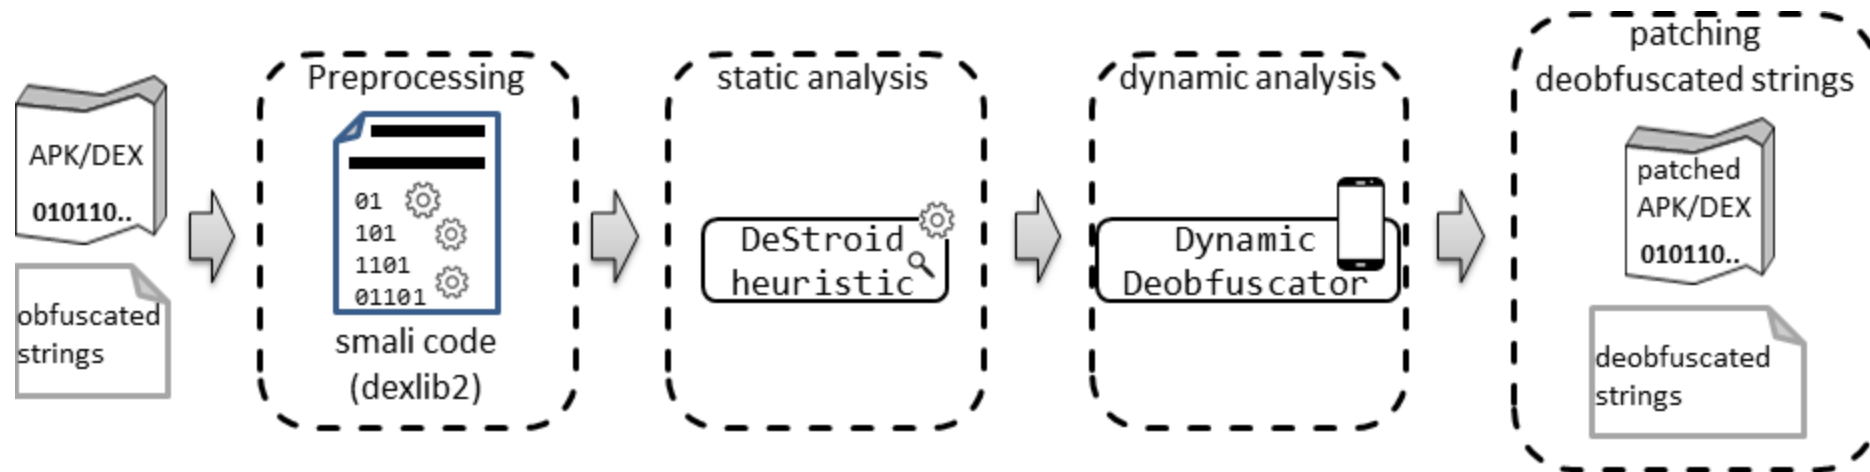 APK/DEX
010110..
obfuscated
strings
Preprocessing
01
101
1101
01101
smali code
(dexlib2)
static analysis
DeStroid
heuristic
dynamic analysis
Dynamic
Deobfuscator
patching
deobfuscated strings
patched
APK/DEX
010110..
deobfuscated
strings